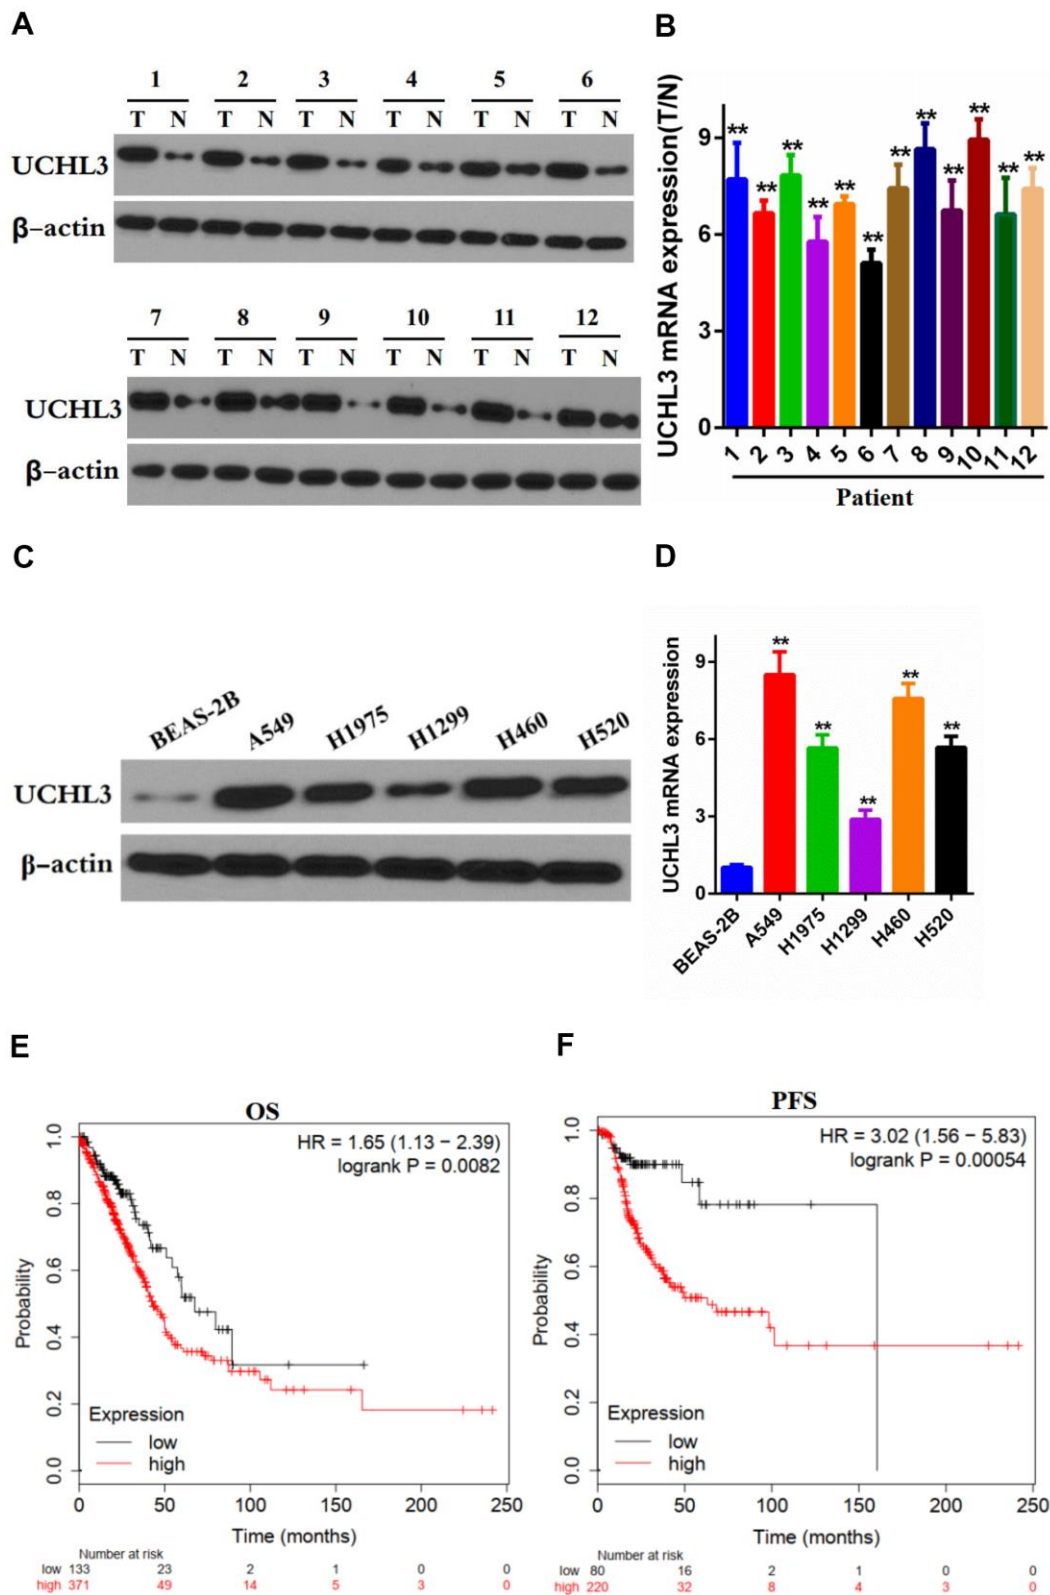 A
1 2 3 4 5 6
T N T N T N T N T N T N
UCHL3
β-actin
7 8 9 10 11 12
T N T N T N T N T N T N
UCHL3
β-actin
B
UCHL3 mRNA expression(T/N)
9
6
3
0
** ** ** ** ** ** ** ** ** ** ** **
1 2 3 4 5 6 7 8 9 10 11 12
Patient
C
BEAS-2B A549 H1975 H1299 H460 H520
UCHL3
β-actin
D
UCHL3 mRNA expression
9
6
3
0
** ** ** ** **
BEAS-2B A549 H1975 H1299 H460 H520
E
OS
HR = 1.65 (1.13 − 2.39)
logrank P = 0.0082
Probability
1.0
0.8
0.6
0.4
0.2
0.0
Expression
low
high
0 50 100 150 200 250
Time (months)
Number at risk
low 133 23 2 1 0 0
high 371 49 14 5 3 0
F
PFS
HR = 3.02 (1.56 − 5.83)
logrank P = 0.00054
Probability
1.0
0.8
0.6
0.4
0.2
0.0
Expression
low
high
0 50 100 150 200 250
Time (months)
Number at risk
low 80 16 2 1 0 0
high 220 32 8 4 3 0